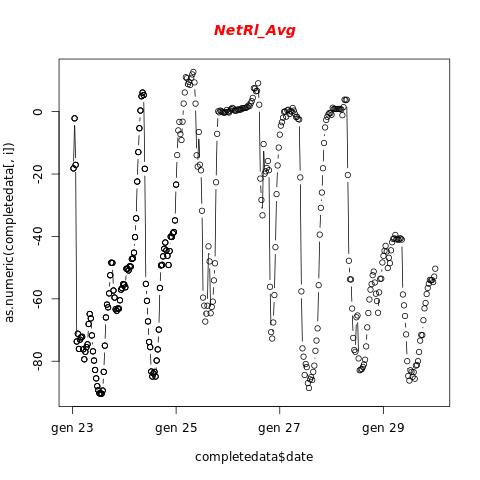 NetRl_Avg
as.numeric(completedata[, i])
0
-20
-40
-60
-80
gen 23
gen 25
gen 27
gen 29
completedata$date